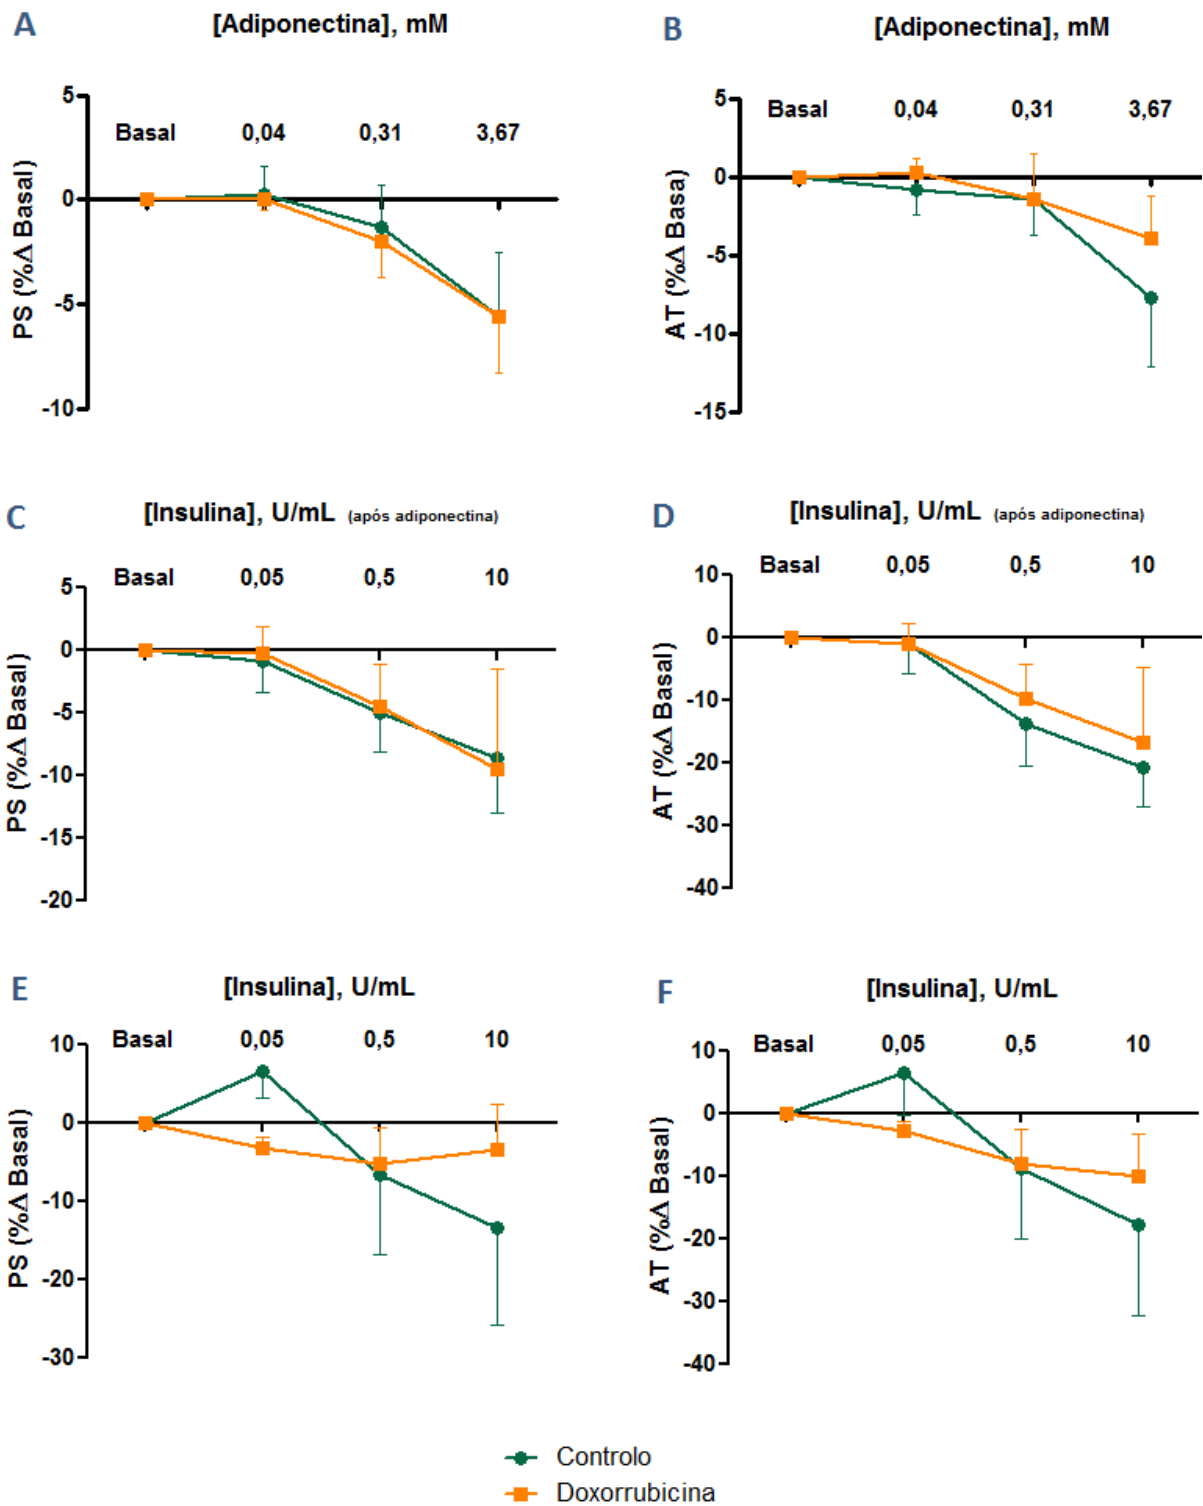 A
[Adiponectina], mM
5
Basal
0,04
0,31
3,67
0
-5
-10
PS (%Δ Basal)
B
[Adiponectina], mM
5
Basal
0,04
0,31
3,67
0
-5
-10
-15
AT (%Δ Basa)
C
[Insulina], U/mL (após adiponectina)
5
Basal
0,05
0,5
10
0
-5
-10
-15
-20
PS (%Δ Basal)
D
[Insulina], U/mL (após adiponectina)
10
Basal
0,05
0,5
10
0
-10
-20
-30
-40
AT (%Δ Basal)
E
[Insulina], U/mL
10
Basal
0,05
0,5
10
0
-10
-20
-30
PS (%Δ Basal)
F
[Insulina], U/mL
10
Basal
0,05
0,5
10
0
-10
-20
-30
-40
AT (%Δ Basal)
Controlo
Doxorrubicina